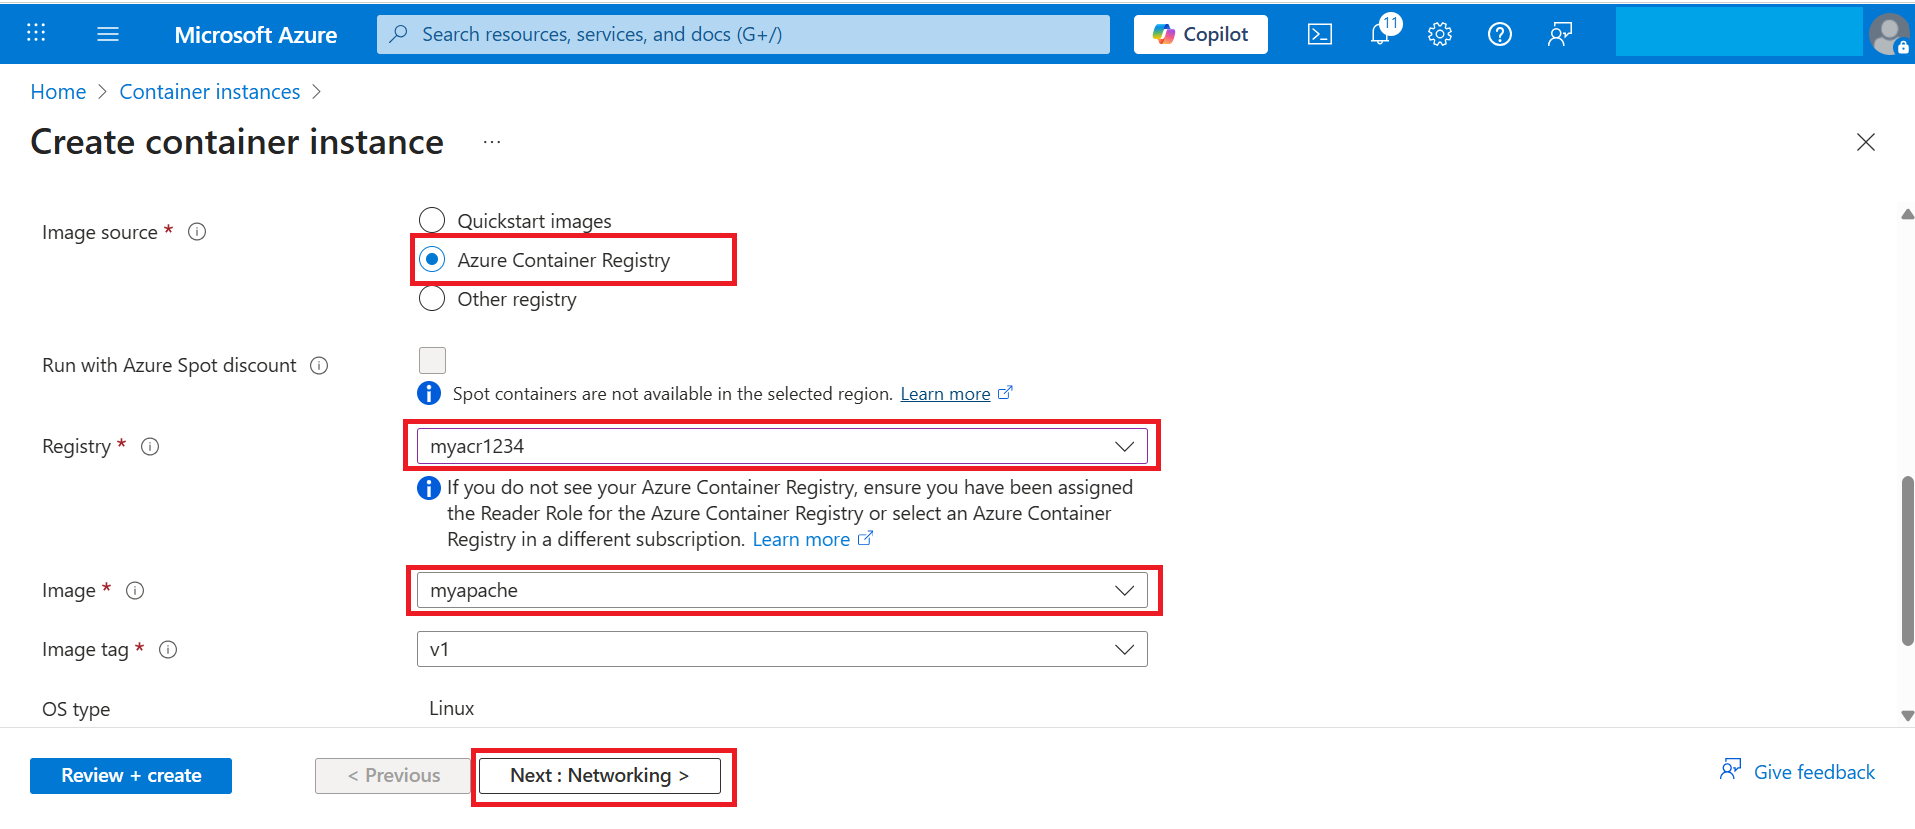 Microsoft Azure
Search resources, services, and docs (G+/)
Copilot
11
Home > Container instances >
Create container instance ...
Image source *
Quickstart images
Azure Container Registry
Other registry
Run with Azure Spot discount
Spot containers are not available in the selected region. Learn more
Registry *
myacr1234
If you do not see your Azure Container Registry, ensure you have been assigned
the Reader Role for the Azure Container Registry or select an Azure Container
Registry in a different subscription. Learn more
Image *
myapache
Image tag *
v1
OS type
Linux
Review + create
< Previous
Next : Networking >
Give feedback